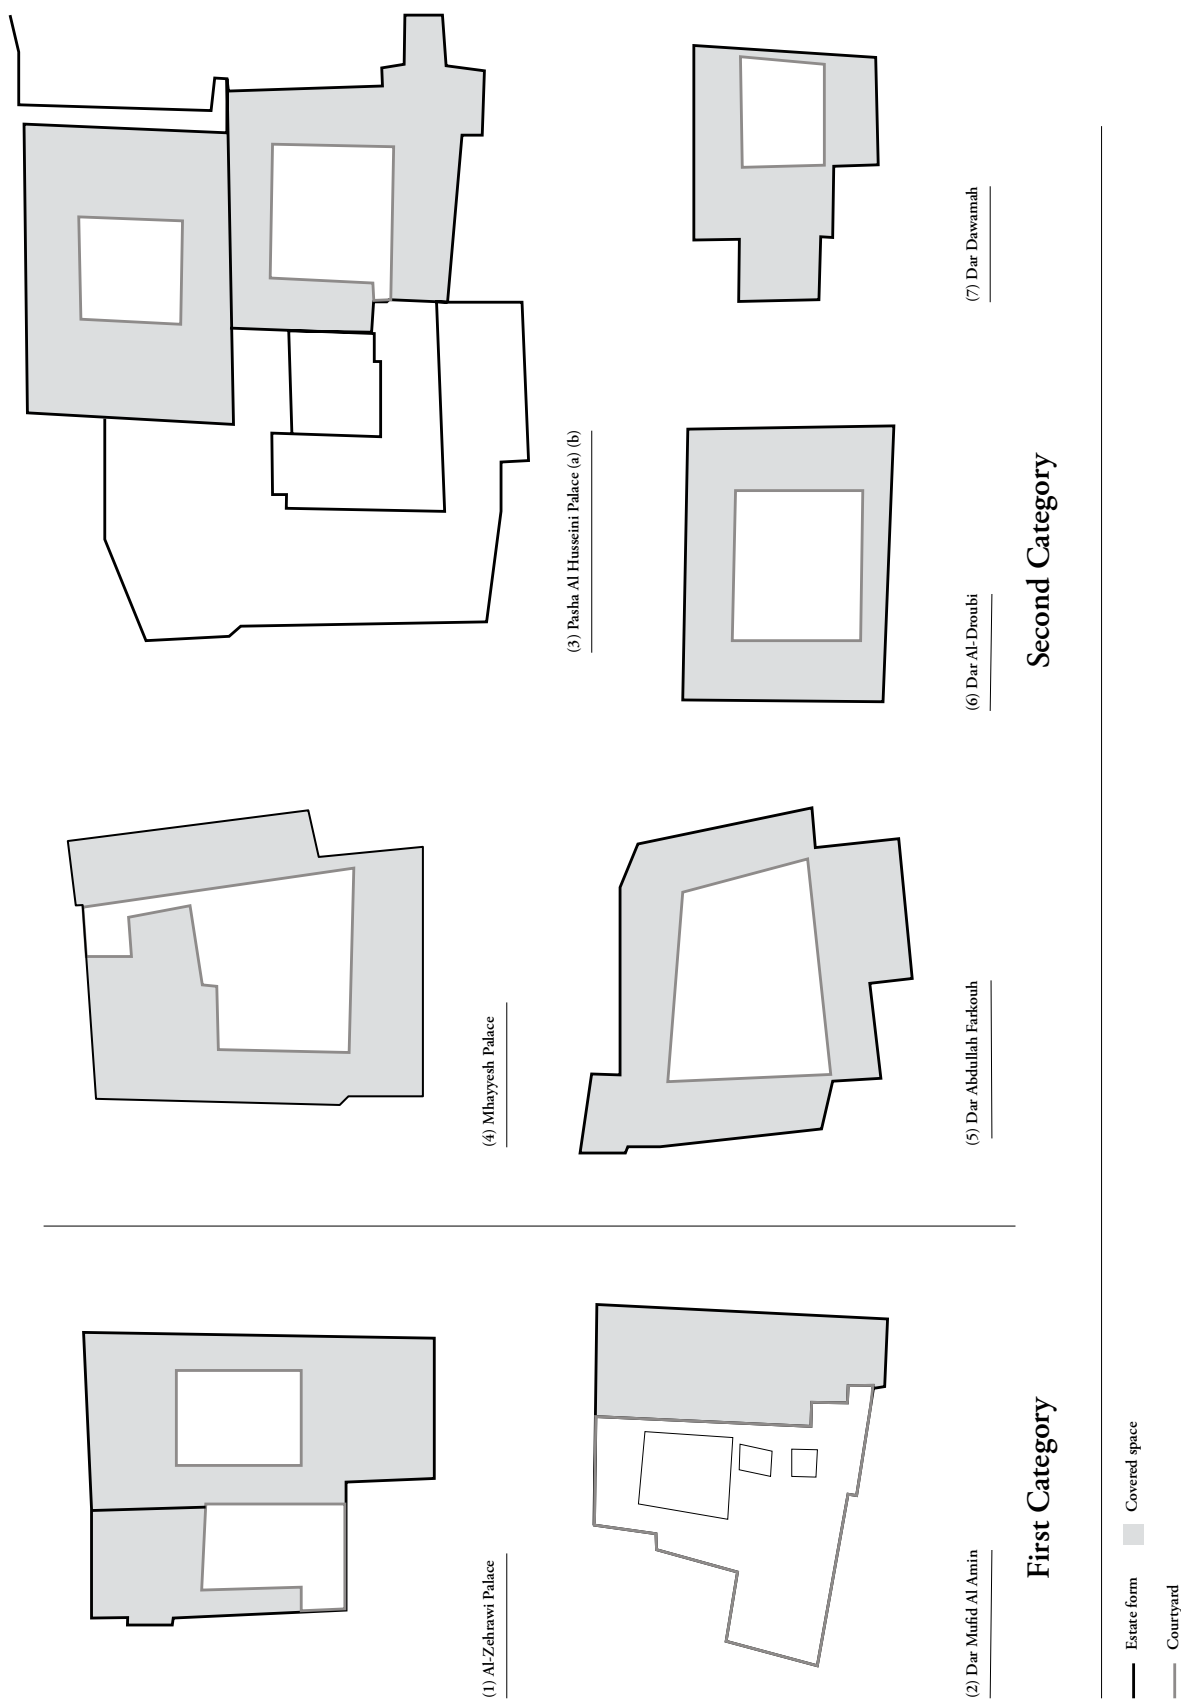 (1) Al-Zehrawi Palace
(4) Mhayyesh Palace
(3) Pasha Al Husseini Palace (a) (b)
(2) Dar Mufid Al Amin
(5) Dar Abdullah Farkouh
(6) Dar Al-Droubi
(7) Dar Dawamah
First Category
Second Category
Estate form
Covered space
Courtyard